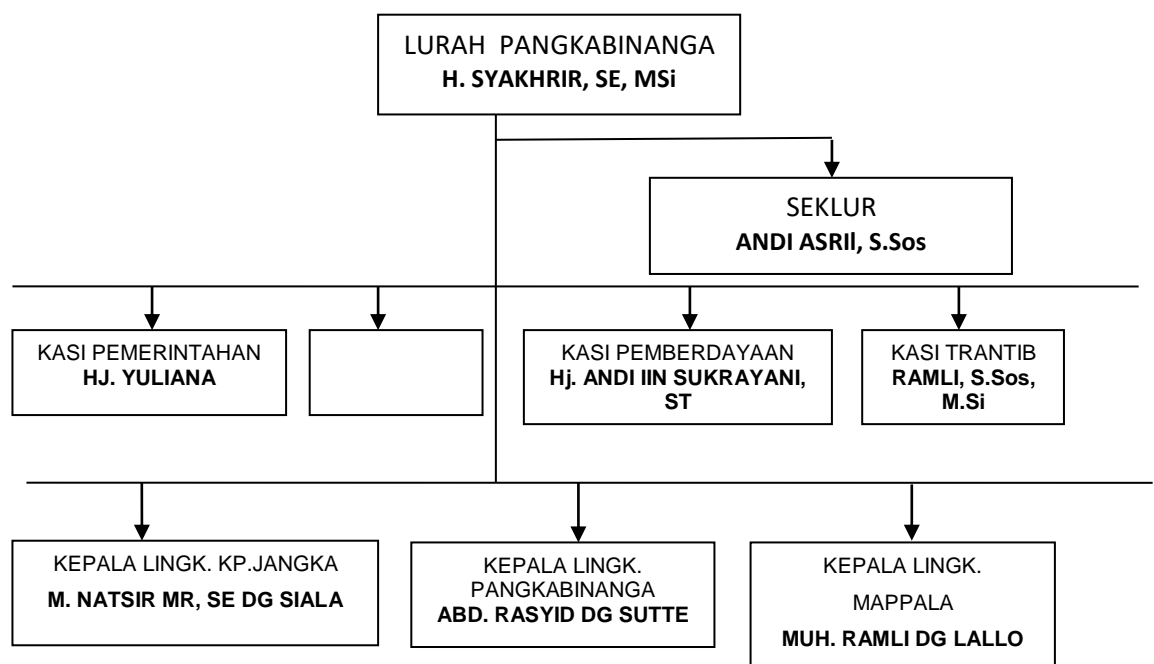 LURAH PANGKABINANGA
H. SYAKHRIR, SE, MSi
SEKLUR
ANDI ASRIl, S.Sos
KASI PEMERINTAHAN
HJ. YULIANA
KASI PEMBERDAYAAN
Hj. ANDI IIN SUKRAYANI,
ST
KASI TRANTIB
RAMLI, S.Sos,
M.Si
KEPALA LINGK. KP.JANGKA
M. NATSIR MR, SE DG SIALA
KEPALA LINGK.
PANGKABINANGA
ABD. RASYID DG SUTTE
KEPALA LINGK.
MAPPALA
MUH. RAMLI DG LALLO